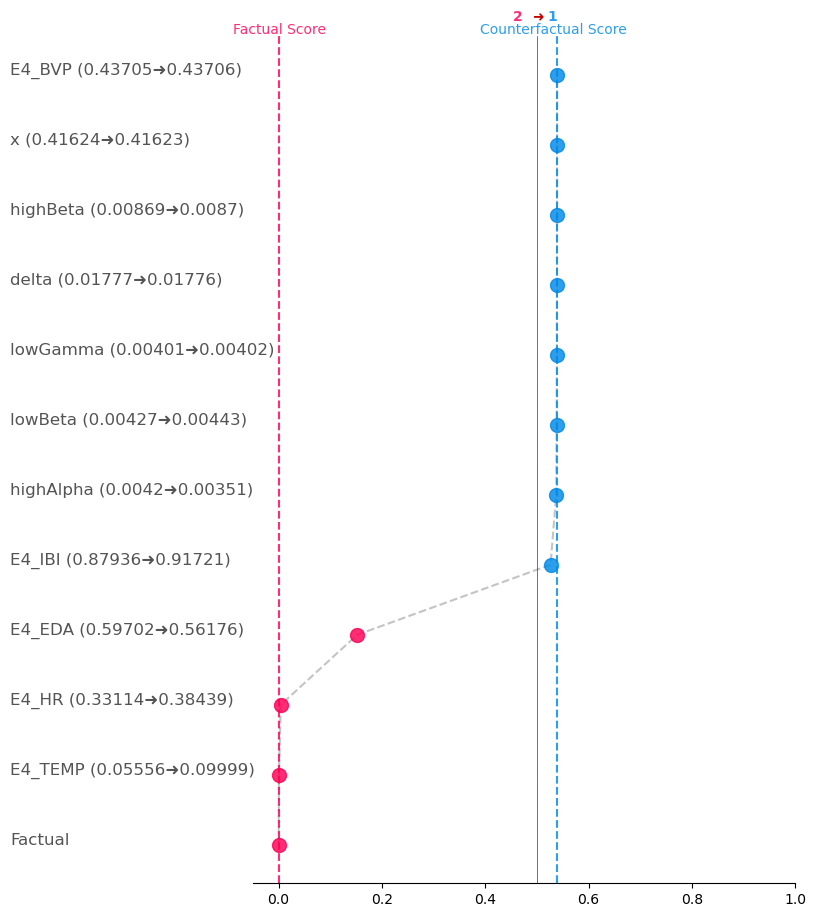 2 ➔ 1
Factual Score Counterfactual Score
E4_BVP (0.43705➔0.43706)
x (0.41624➔0.41623)
highBeta (0.00869➔0.0087)
delta (0.01777➔0.01776)
lowGamma (0.00401➔0.00402)
lowBeta (0.00427➔0.00443)
highAlpha (0.0042➔0.00351)
E4_IBI (0.87936➔0.91721)
E4_EDA (0.59702➔0.56176)
E4_HR (0.33114➔0.38439)
E4_TEMP (0.05556➔0.09999)
Factual
0.0 0.2 0.4 0.6 0.8 1.0